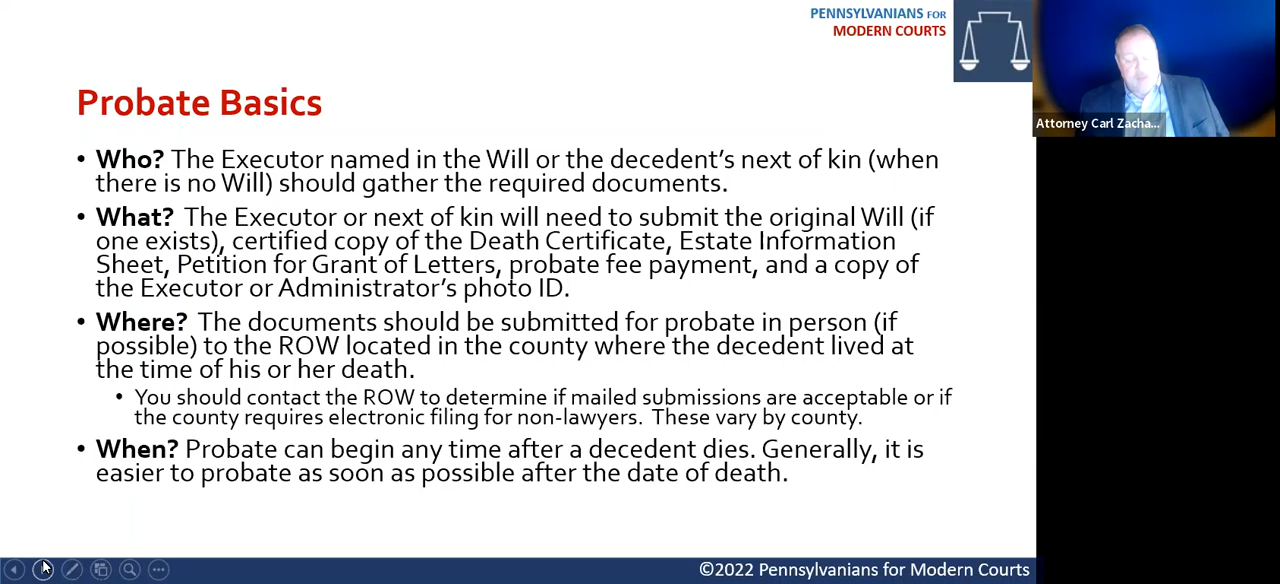 PENNSYLVANIANS FOR
MODERN COURTS
Attorney Carl Zacha...
Probate Basics
• Who? The Executor named in the Will or the decedent's next of kin (when
there is no Will) should gather the required documents.
• What? The Executor or next of kin will need to submit the original Will (if
one exists), certified copy of the Death Certificate, Estate Information
Sheet, Petition for Grant of Letters, probate fee payment, and a copy of
the Executor or Administrator's photo ID.
• Where? The documents should be submitted for probate in person (if
possible) to the ROW located in the county where the decedent lived at
the time of his or her death.
• You should contact the ROW to determine if mailed submissions are acceptable or if
the county requires electronic filing for non-lawyers. These vary by county.
• When? Probate can begin any time after a decedent dies. Generally, it is
easier to probate as soon as possible after the date of death.
©2022 Pennsylvanians for Modern Courts